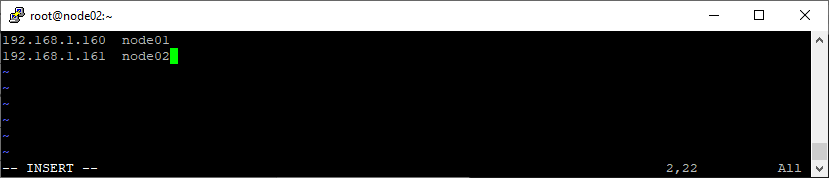 root@node02:~
192.168.1.160  node01
192.168.1.161  node02
~
~
~
~
~
~
-- INSERT --                                                  2,22          All